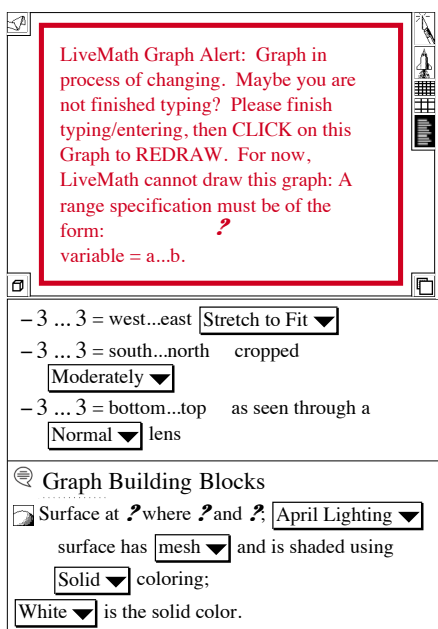 LiveMath Graph Alert: Graph in
process of changing. Maybe you are
not finished typing? Please finish
typing/entering, then CLICK on this
Graph to REDRAW. For now,
LiveMath cannot draw this graph: A
range specification must be of the
form: ?
variable = a...b.
– 3 ... 3 = west...east Stretch to Fit
– 3 ... 3 = south...north cropped
Moderately
– 3 ... 3 = bottom...top as seen through a
Normal lens
Graph Building Blocks
Surface at ? where ? and ?; April Lighting
surface has mesh and is shaded using
Solid coloring;
White is the solid color.